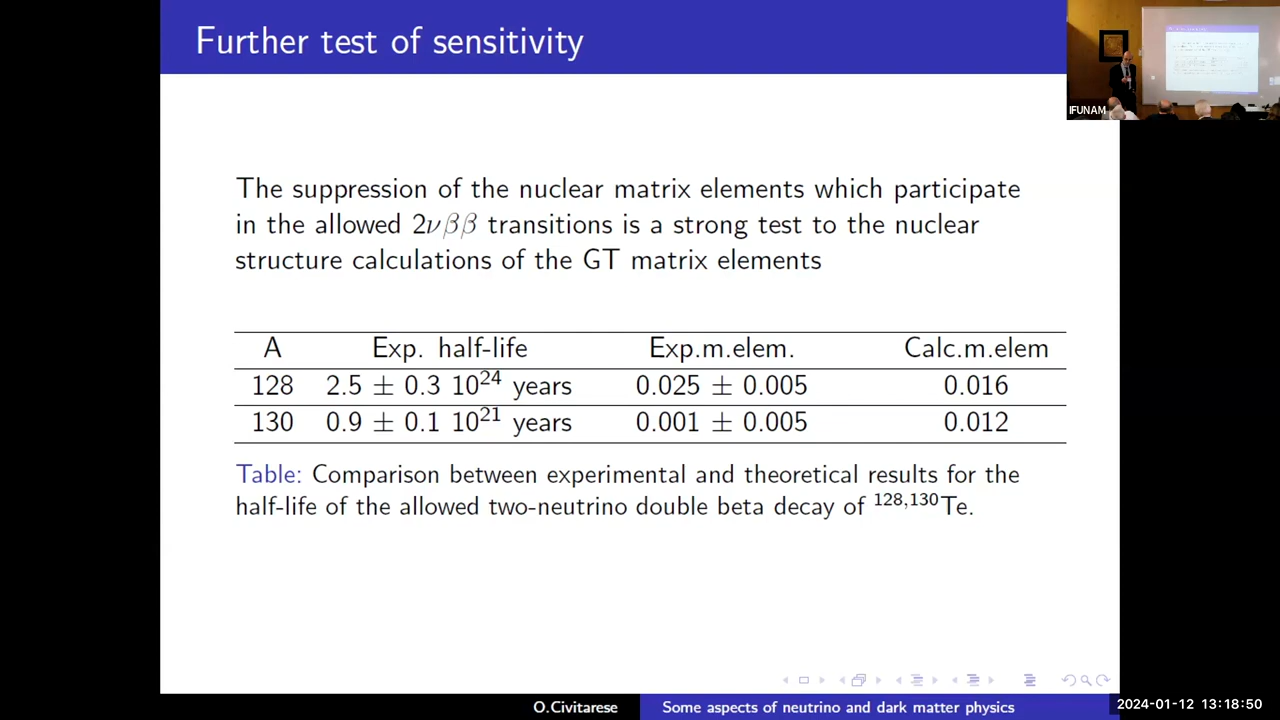 Further test of sensitivity
IFUNAM
The suppression of the nuclear matrix elements which participate
in the allowed 2νββ transitions is a strong test to the nuclear
structure calculations of the GT matrix elements
A Exp. half-life Exp.m.elem. Calc.m.elem
128 2.5 ± 0.3 10^24 years 0.025 ± 0.005 0.016
130 0.9 ± 0.1 10^21 years 0.001 ± 0.005 0.012
Table: Comparison between experimental and theoretical results for the
half-life of the allowed two-neutrino double beta decay of ^128,130Te.
O.Civitarese Some aspects of neutrino and dark matter physics
2024-01-12 13:18:50